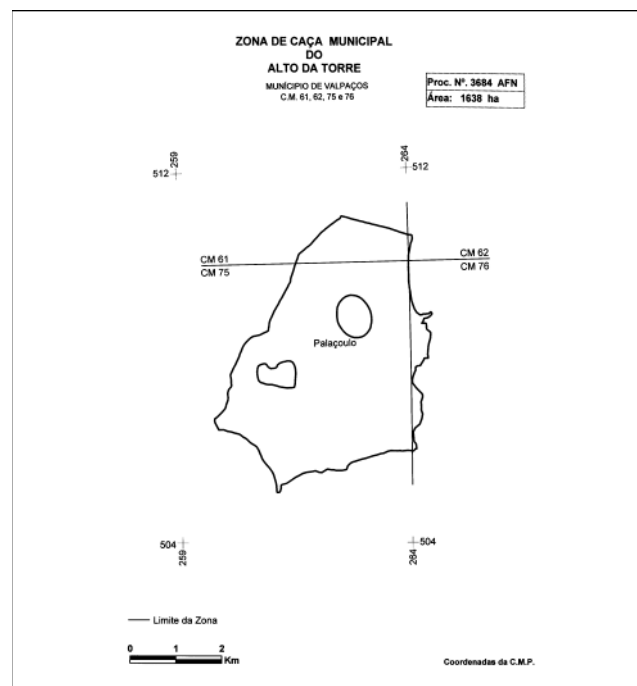 ZONA DE CAÇA MUNICIPAL
DO
ALTO DA TORRE
MUNÍCIPIO DE VALPAÇOS
C.M. 61, 62, 75 e 76
Proc. Nº. 3684 AFN
Área: 1638 ha
259
512
264
512
CM 61
CM 62
CM 75
CM 76
Palaçoulo
504
259
264
504
Limite da Zona
0 1 2
Km
Coordenadas da C.M.P.